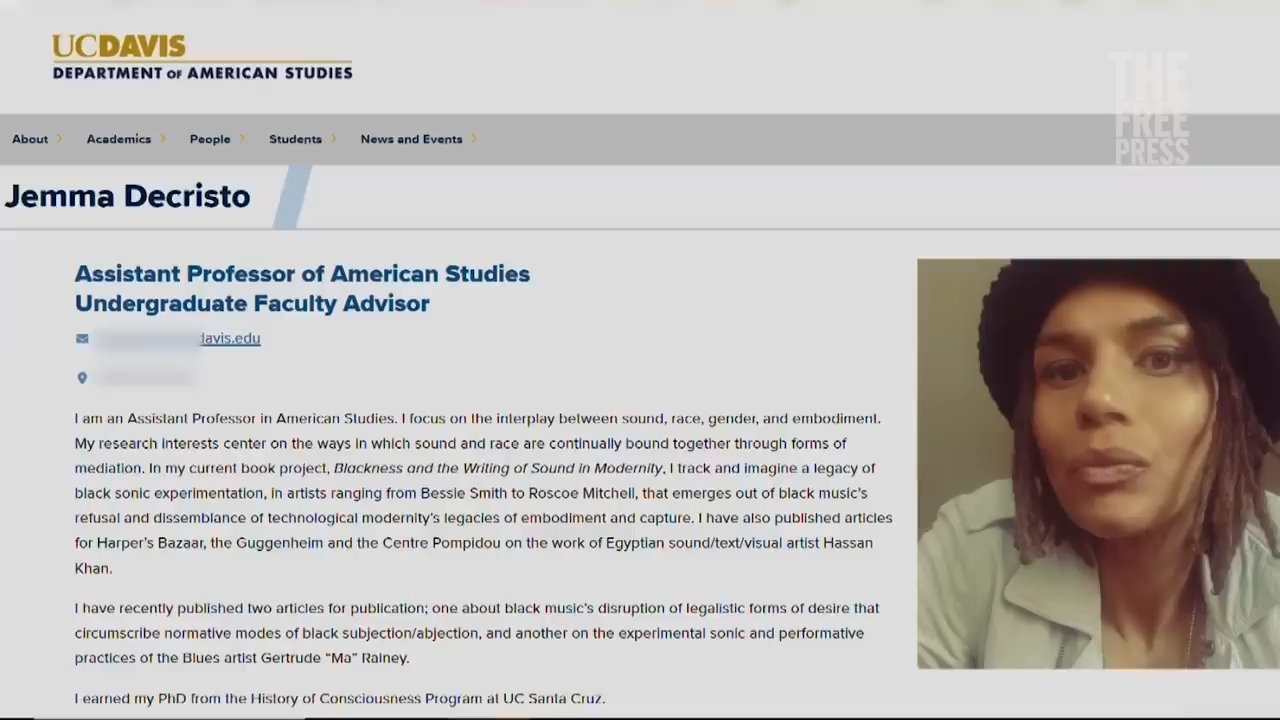 UCDAVIS
DEPARTMENT OF AMERICAN STUDIES
THE
FREE
PRESS
About
Academics
People
Students
News and Events
Jemma Decristo
Assistant Professor of American Studies
Undergraduate Faculty Advisor
davis.edu
I am an Assistant Professor in American Studies. I focus on the interplay between sound, race, gender, and embodiment.
My research interests center on the ways in which sound and race are continually bound together through forms of
mediation. In my current book project, Blackness and the Writing of Sound in Modernity, I track and imagine a legacy of
black sonic experimentation, in artists ranging from Bessie Smith to Roscoe Mitchell, that emerges out of black music's
refusal and dissemblance of technological modernity's legacies of embodiment and capture. I have also published articles
for Harper's Bazaar, the Guggenheim and the Centre Pompidou on the work of Egyptian sound/text/visual artist Hassan
Khan.
I have recently published two articles for publication; one about black music's disruption of legalistic forms of desire that
circumscribe normative modes of black subjection/abjection, and another on the experimental sonic and performative
practices of the Blues artist Gertrude “Ma” Rainey.
I earned my PhD from the History of Consciousness Program at UC Santa Cruz.